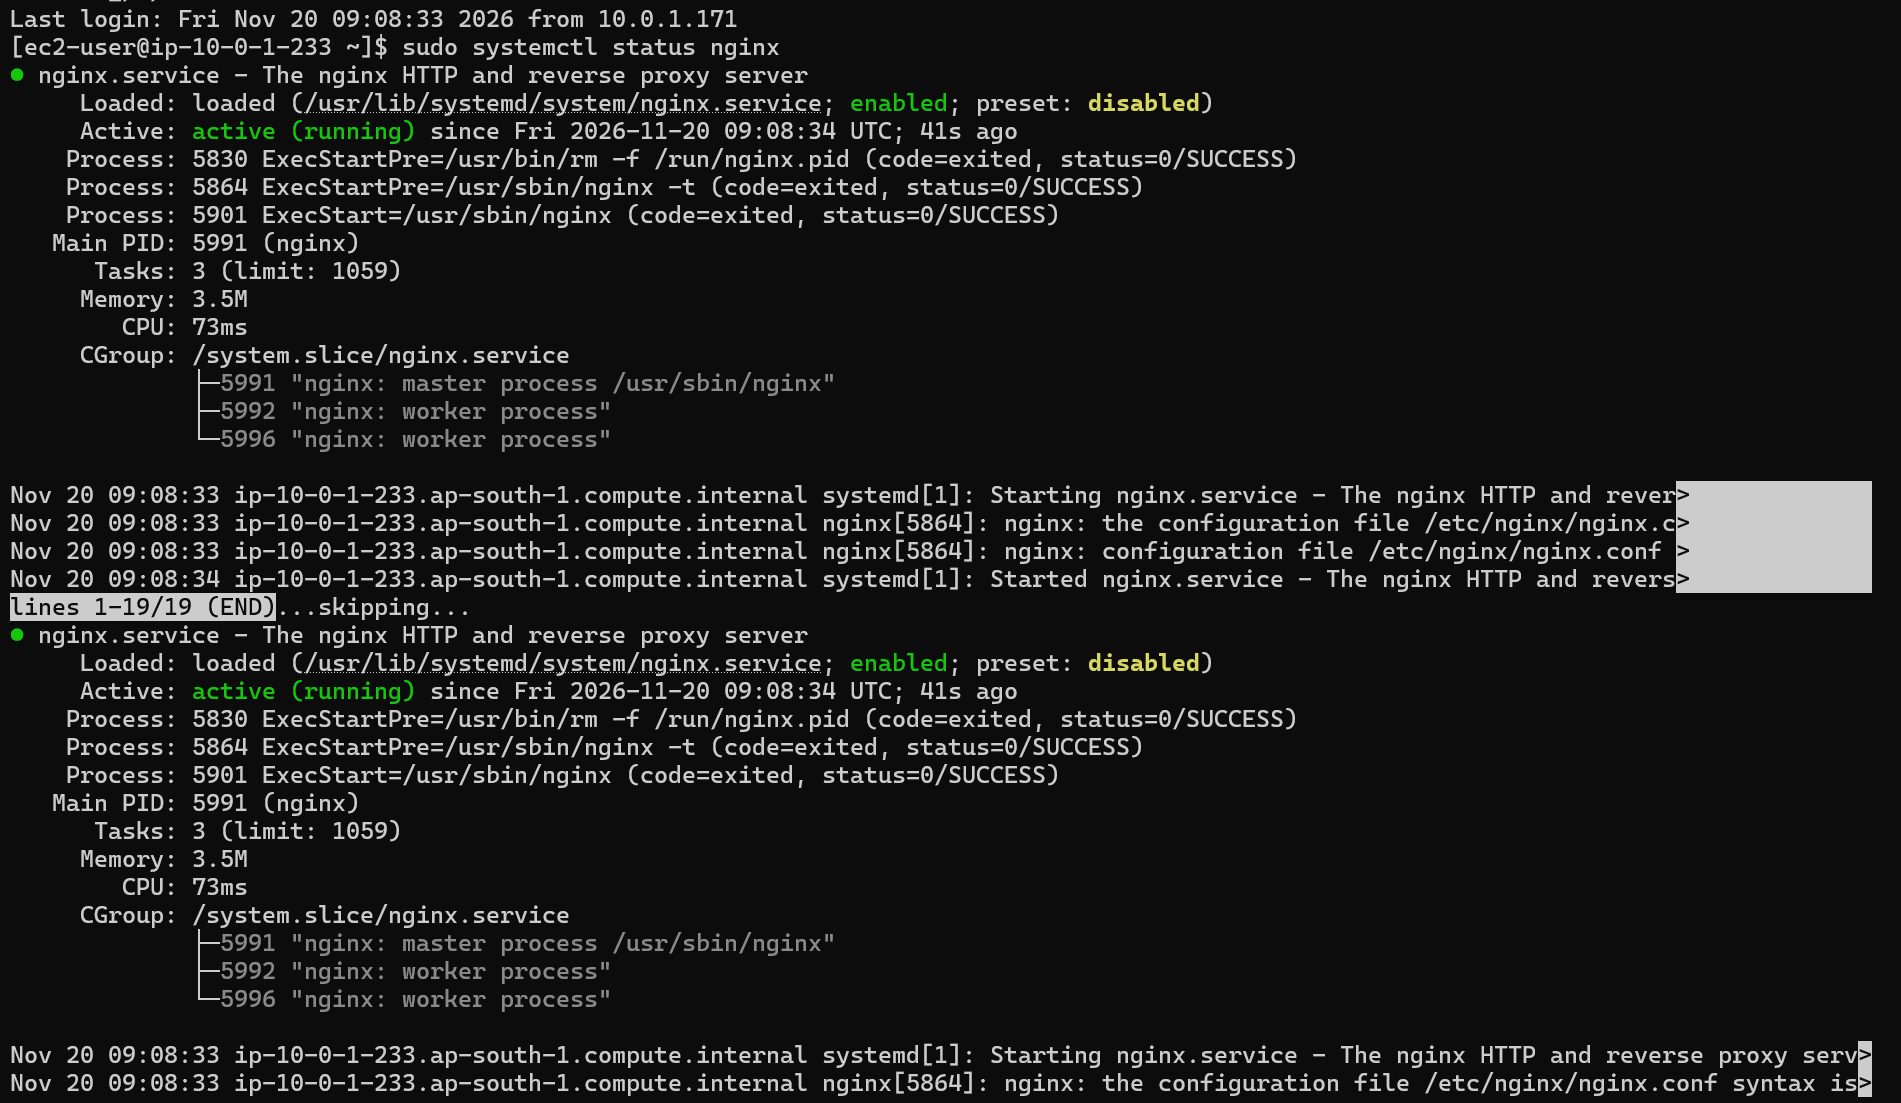 Last login: Fri Nov 20 09:08:33 2026 from 10.0.1.171
[ec2-user@ip-10-0-1-233 ~]$ sudo systemctl status nginx
● nginx.service - The nginx HTTP and reverse proxy server
     Loaded: loaded (/usr/lib/systemd/system/nginx.service; enabled; preset: disabled)
     Active: active (running) since Fri 2026-11-20 09:08:34 UTC; 41s ago
    Process: 5830 ExecStartPre=/usr/bin/rm -f /run/nginx.pid (code=exited, status=0/SUCCESS)
    Process: 5864 ExecStartPre=/usr/sbin/nginx -t (code=exited, status=0/SUCCESS)
    Process: 5901 ExecStart=/usr/sbin/nginx (code=exited, status=0/SUCCESS)
   Main PID: 5991 (nginx)
      Tasks: 3 (limit: 1059)
     Memory: 3.5M
        CPU: 73ms
     CGroup: /system.slice/nginx.service
             ├─5991 "nginx: master process /usr/sbin/nginx"
             ├─5992 "nginx: worker process"
             └─5996 "nginx: worker process"

Nov 20 09:08:33 ip-10-0-1-233.ap-south-1.compute.internal systemd[1]: Starting nginx.service - The nginx HTTP and rever>
Nov 20 09:08:33 ip-10-0-1-233.ap-south-1.compute.internal nginx[5864]: nginx: the configuration file /etc/nginx/nginx.c>
Nov 20 09:08:33 ip-10-0-1-233.ap-south-1.compute.internal nginx[5864]: nginx: configuration file /etc/nginx/nginx.conf >
Nov 20 09:08:34 ip-10-0-1-233.ap-south-1.compute.internal systemd[1]: Started nginx.service - The nginx HTTP and revers>
lines 1-19/19 (END)...skipping...
● nginx.service - The nginx HTTP and reverse proxy server
     Loaded: loaded (/usr/lib/systemd/system/nginx.service; enabled; preset: disabled)
     Active: active (running) since Fri 2026-11-20 09:08:34 UTC; 41s ago
    Process: 5830 ExecStartPre=/usr/bin/rm -f /run/nginx.pid (code=exited, status=0/SUCCESS)
    Process: 5864 ExecStartPre=/usr/sbin/nginx -t (code=exited, status=0/SUCCESS)
    Process: 5901 ExecStart=/usr/sbin/nginx (code=exited, status=0/SUCCESS)
   Main PID: 5991 (nginx)
      Tasks: 3 (limit: 1059)
     Memory: 3.5M
        CPU: 73ms
     CGroup: /system.slice/nginx.service
             ├─5991 "nginx: master process /usr/sbin/nginx"
             ├─5992 "nginx: worker process"
             └─5996 "nginx: worker process"

Nov 20 09:08:33 ip-10-0-1-233.ap-south-1.compute.internal systemd[1]: Starting nginx.service - The nginx HTTP and reverse proxy serv>
Nov 20 09:08:33 ip-10-0-1-233.ap-south-1.compute.internal nginx[5864]: nginx: the configuration file /etc/nginx/nginx.conf syntax is>